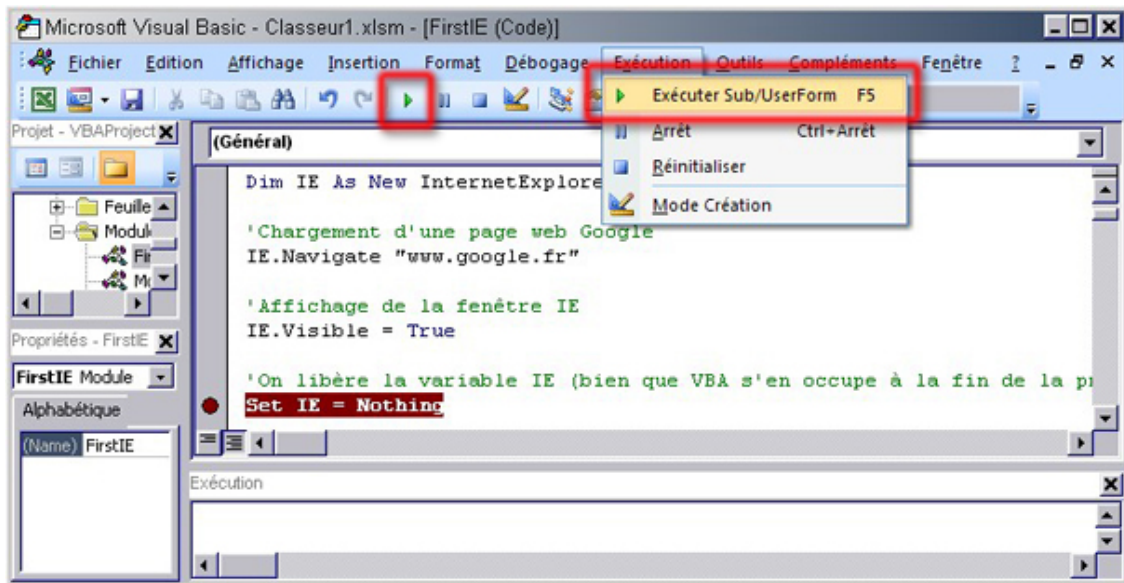 Microsoft Visual Basic - Classeur1.xlsm - [FirstIE (Code)]
Fichier Edition Affichage Insertion Format Débogage Exécution Outils Compléments Fenêtre ?
Exécuter Sub/UserForm F5
Arrêt Ctrl+Arrêt
Réinitialiser
Mode Création
Projet - VBAProject
Feuille
Modul
Fir
(Général)
Dim IE As New InternetExplore
'Chargement d'une page web Google
IE.Navigate "www.google.fr"
'Affichage de la fenêtre IE
IE.Visible = True
'On libère la variable IE (bien que VBA s'en occupe à la fin de la pr
Set IE = Nothing
Propriétés - FirstIE
FirstIE Module
Alphabétique
(Name) FirstIE
Exécution